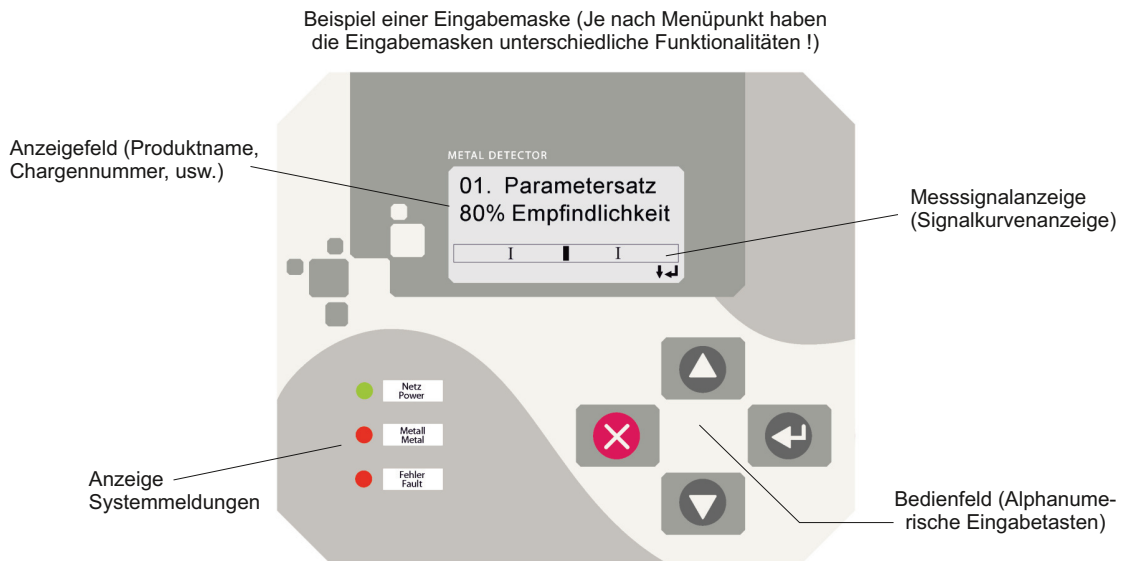 Beispiel einer Eingabemaske (Je nach Menüpunkt haben
die Eingabemasken unterschiedliche Funktionalitäten !)
Anzeigefeld (Produktname,
Chargennummer, usw.)
METAL DETECTOR
01. Parametersatz
80% Empfindlichkeit
I I
Messsignalanzeige
(Signalkurvenanzeige)
Netz
Power
Metall
Metal
Fehler
Fault
Anzeige
Systemmeldungen
Bedienfeld (Alphanume-
rische Eingabetasten)